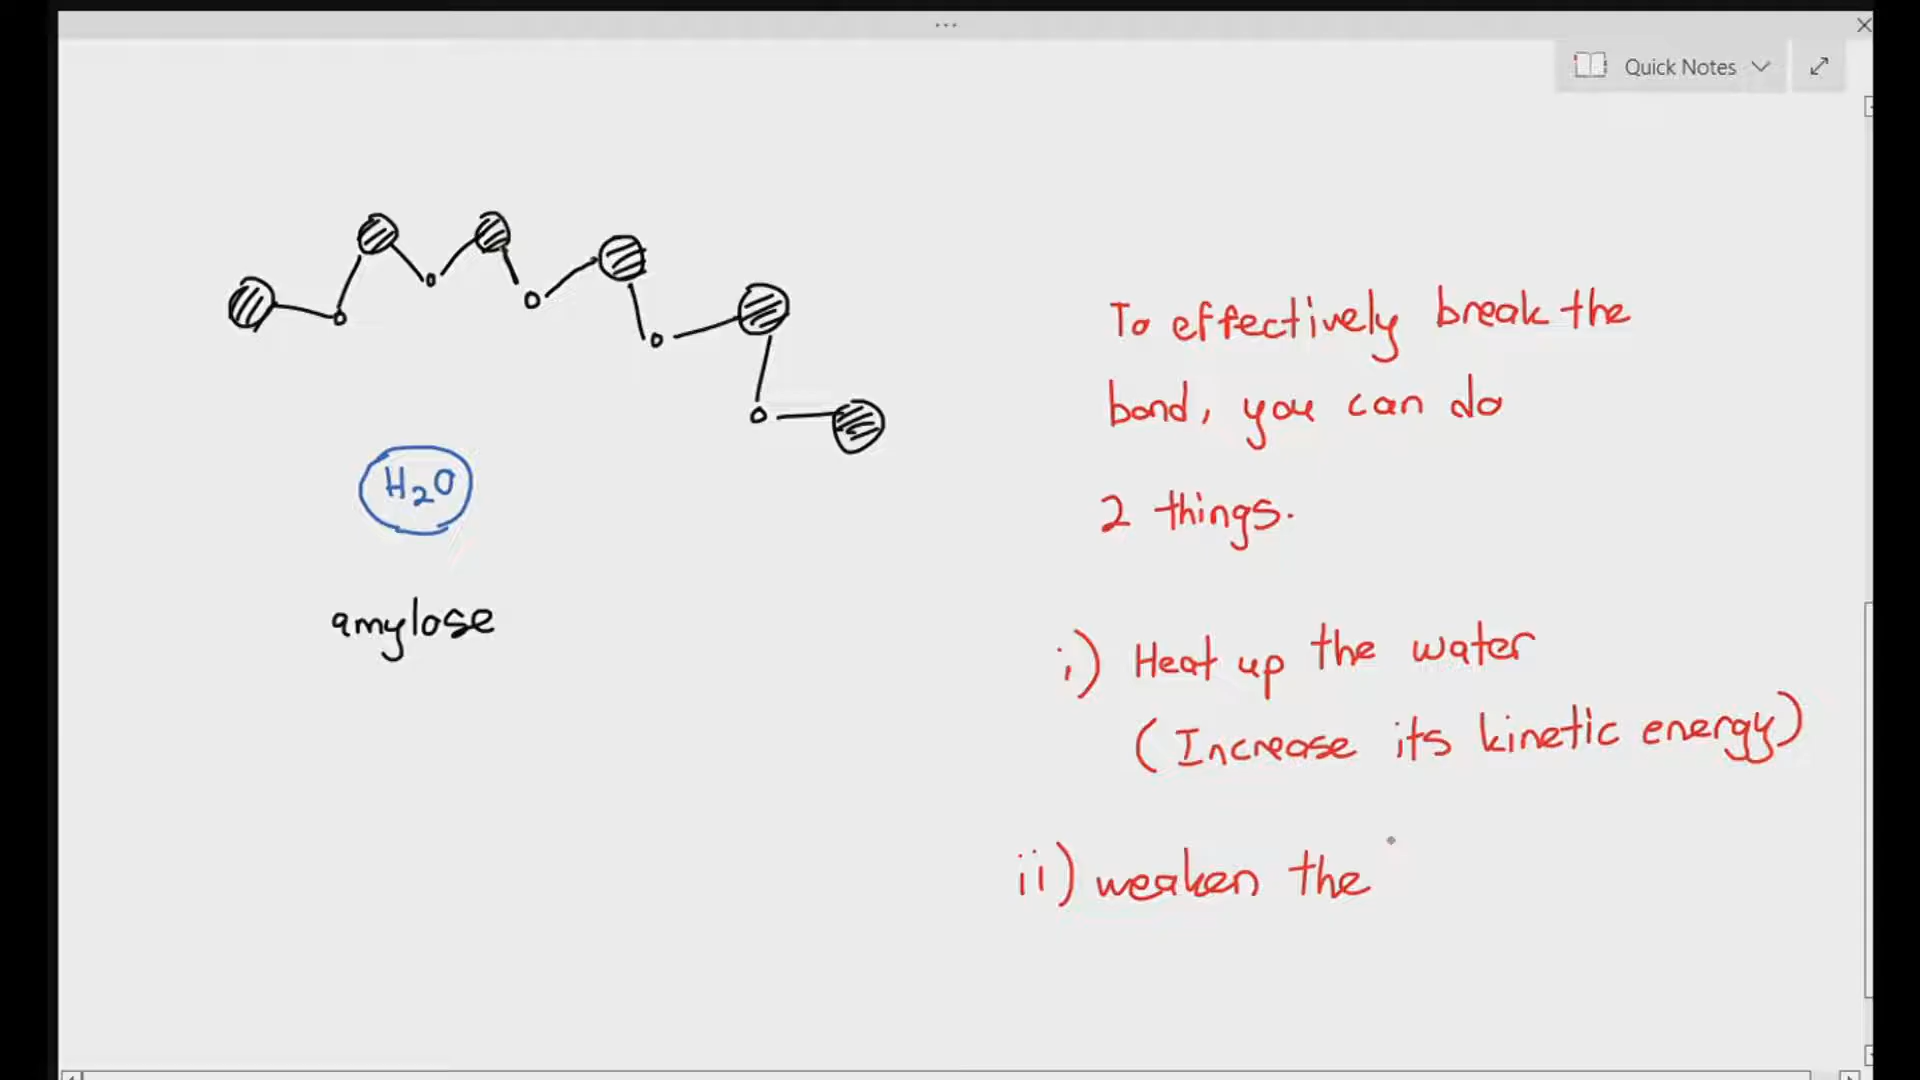 Quick Notes
To effectively break the
bond, you can do
2 things.
H2O
amylose
i) Heat up the water
(Increase its kinetic energy)
ii) weaken the